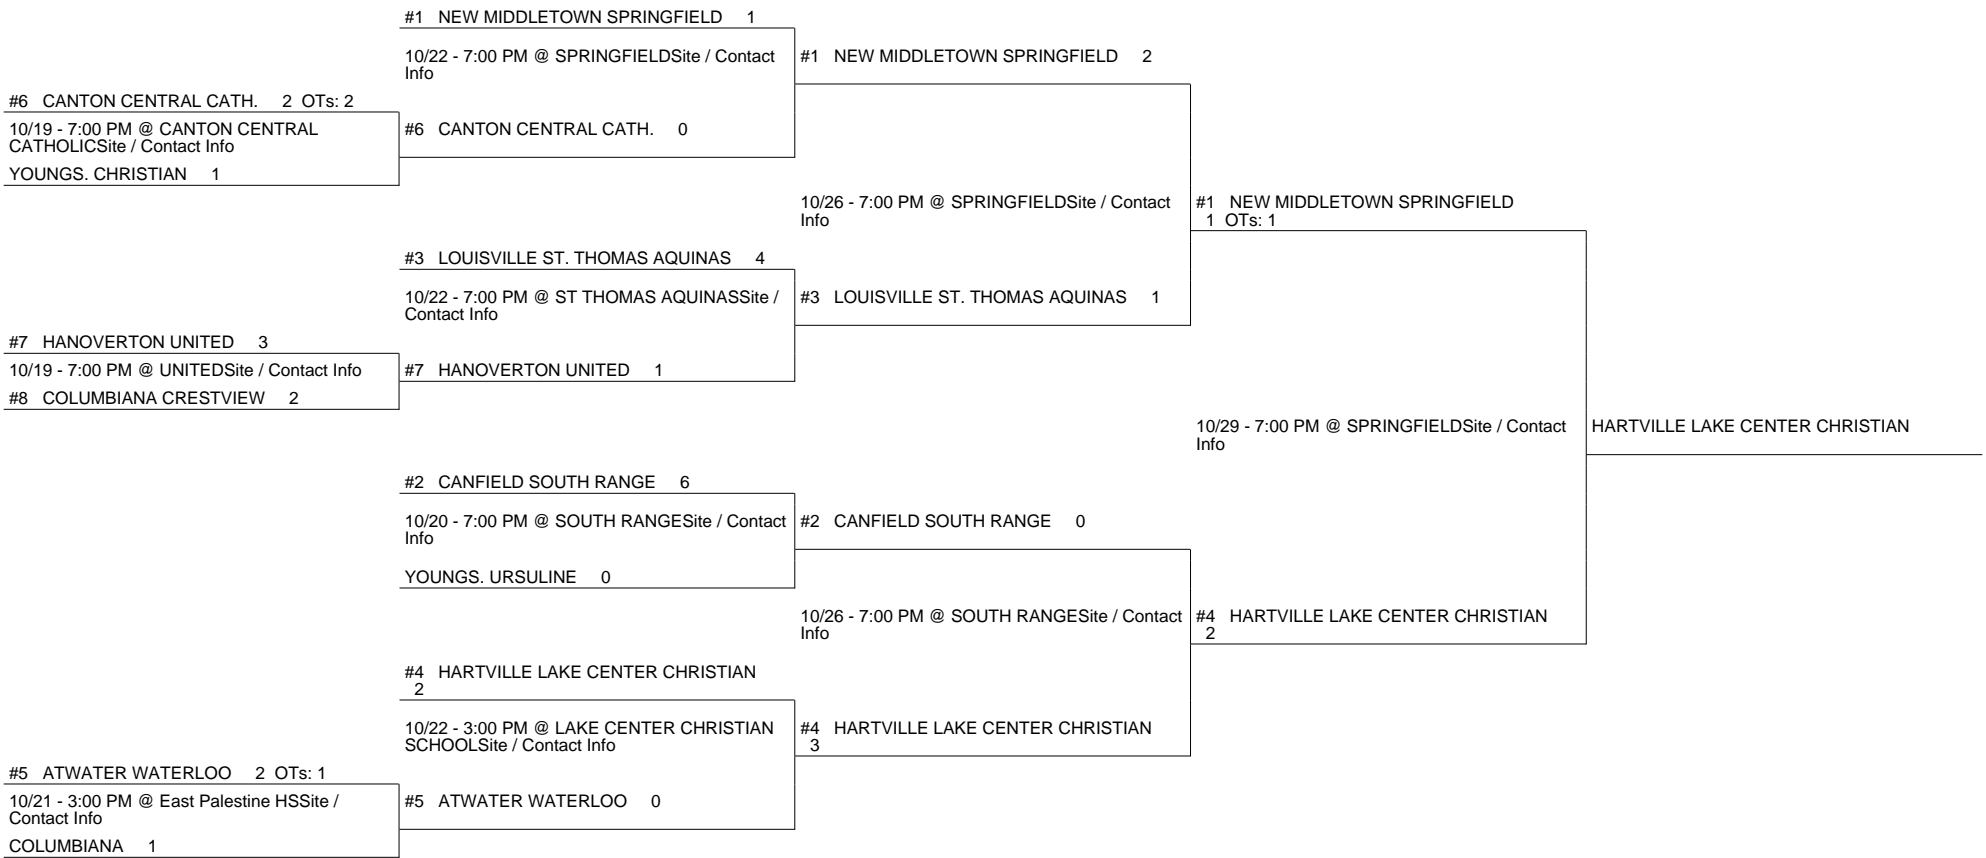 #1 NEW MIDDLETOWN SPRINGFIELD 1
10/22 - 7:00 PM @ SPRINGFIELDSite / Contact
Info
#1 NEW MIDDLETOWN SPRINGFIELD 2
#6 CANTON CENTRAL CATH. 2 OTs: 2
10/19 - 7:00 PM @ CANTON CENTRAL
CATHOLICSite / Contact Info
#6 CANTON CENTRAL CATH. 0
YOUNGS. CHRISTIAN 1
10/26 - 7:00 PM @ SPRINGFIELDSite / Contact
Info
#1 NEW MIDDLETOWN SPRINGFIELD
1 OTs: 1
#3 LOUISVILLE ST. THOMAS AQUINAS 4
10/22 - 7:00 PM @ ST THOMAS AQUINASSite /
Contact Info
#3 LOUISVILLE ST. THOMAS AQUINAS 1
#7 HANOVERTON UNITED 3
10/19 - 7:00 PM @ UNITEDSite / Contact Info
#7 HANOVERTON UNITED 1
#8 COLUMBIANA CRESTVIEW 2
10/29 - 7:00 PM @ SPRINGFIELDSite / Contact
Info
HARTVILLE LAKE CENTER CHRISTIAN
#2 CANFIELD SOUTH RANGE 6
10/20 - 7:00 PM @ SOUTH RANGESite / Contact
Info
#2 CANFIELD SOUTH RANGE 0
YOUNGS. URSULINE 0
10/26 - 7:00 PM @ SOUTH RANGESite / Contact
Info
#4 HARTVILLE LAKE CENTER CHRISTIAN
2
#4 HARTVILLE LAKE CENTER CHRISTIAN
2
10/22 - 3:00 PM @ LAKE CENTER CHRISTIAN
SCHOOLSite / Contact Info
#4 HARTVILLE LAKE CENTER CHRISTIAN
3
#5 ATWATER WATERLOO 2 OTs: 1
10/21 - 3:00 PM @ East Palestine HSSite /
Contact Info
#5 ATWATER WATERLOO 0
COLUMBIANA 1